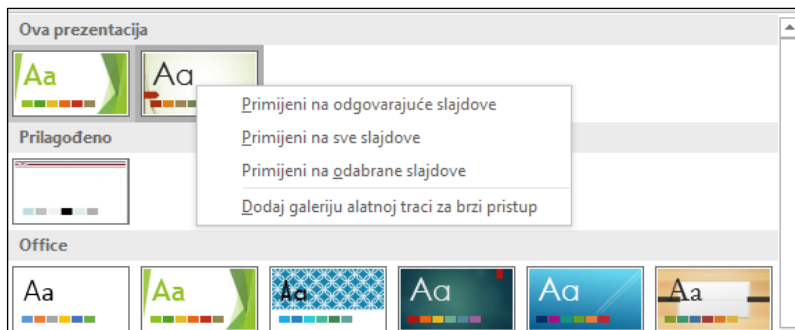 Ova prezentacija
Aa Aa
Primijeni na odgovarajuće slajdove
Primijeni na sve slajdove
Primijeni na odabrane slajdove
Dodaj galeriju alatnoj traci za brzi pristup
Prilagođeno
Office
Aa Aa Aa Aa Aa Aa